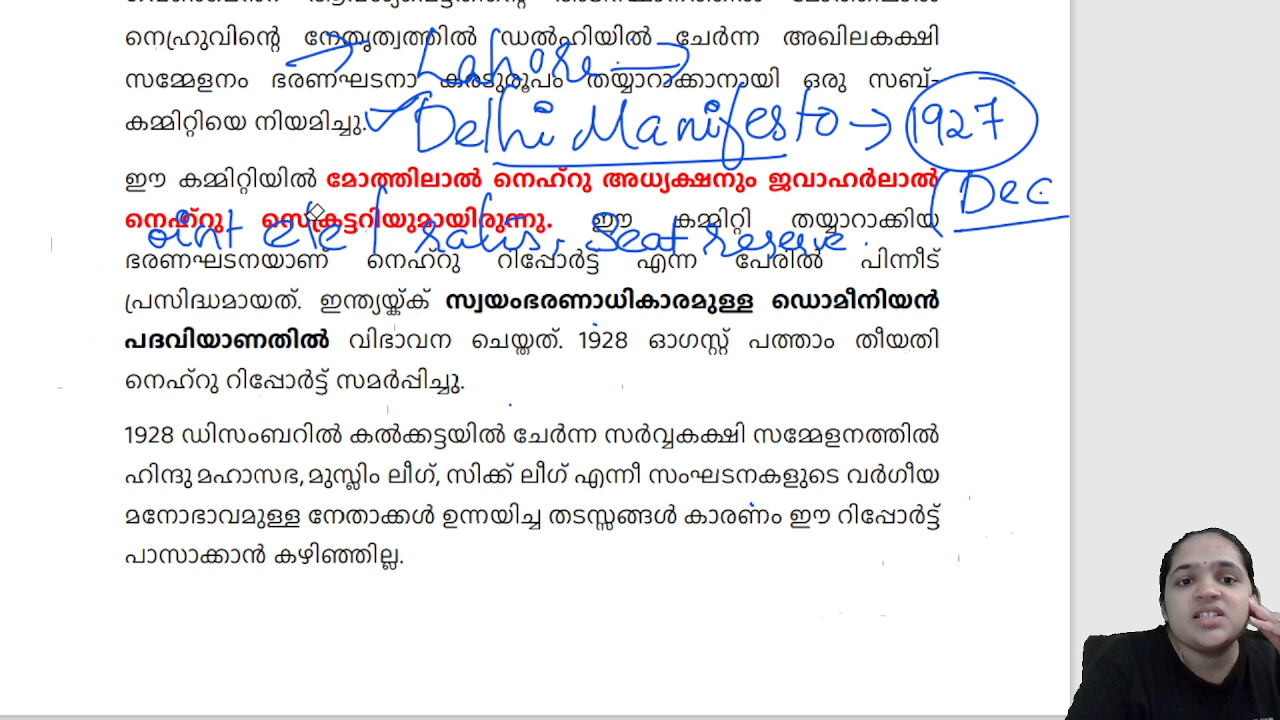 നെഹ്രുവിന്റെ നേതൃത്വത്തിൽ ഡൽഹിയിൽ ചേർന്ന അഖിലകക്ഷി
Lahore →
സമ്മേളനം ഭരണഘടനാ കരടുരൂപം തയ്യാറാക്കാനായി ഒരു സബ്-
കമ്മിറ്റിയെ നിയമിച്ചു.
Delhi Manifesto → 1927
ഈ കമ്മിറ്റിയിൽ മോത്തിലാൽ നെഹ്റു അധ്യക്ഷനും ജവാഹർലാൽ
Dec
നെഹ്റു സെക്രട്ടറിയുമായിരുന്നു. ഈ കമ്മിറ്റി തയ്യാറാക്കിയ
oint ele rates, Seat reserve.
ഭരണഘടനയാണ് നെഹ്റു റിപ്പോർട്ട് എന്ന പേരിൽ പിന്നീട്
പ്രസിദ്ധമായത്. ഇന്ത്യയ്ക്ക് സ്വയംഭരണാധികാരമുള്ള ഡൊമീനിയൻ
പദവിയാണതിൽ വിഭാവന ചെയ്തത്. 1928 ഓഗസ്റ്റ് പത്താം തീയതി
നെഹ്റു റിപ്പോർട്ട് സമർപ്പിച്ചു.
1928 ഡിസംബറിൽ കൽക്കട്ടയിൽ ചേർന്ന സർവ്വകക്ഷി സമ്മേളനത്തിൽ
ഹിന്ദു മഹാസഭ, മുസ്ലിം ലീഗ്, സിക്ക് ലീഗ് എന്നീ സംഘടനകളുടെ വർഗീയ
മനോഭാവമുള്ള നേതാക്കൾ ഉന്നയിച്ച തടസ്സങ്ങൾ കാരണം ഈ റിപ്പോർട്ട്
പാസാക്കാൻ കഴിഞ്ഞില്ല.